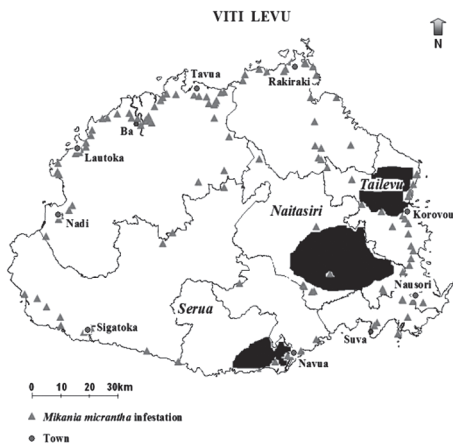 VITI LEVU
N
Tavua
Rakiraki
Ba
Lautoka
Tailevu
Naitasiri
Korovou
Nadi
Nausori
Serua
Sigatoka
Suva
Navua
0 10 20 30km
Mikania micrantha infestation
Town